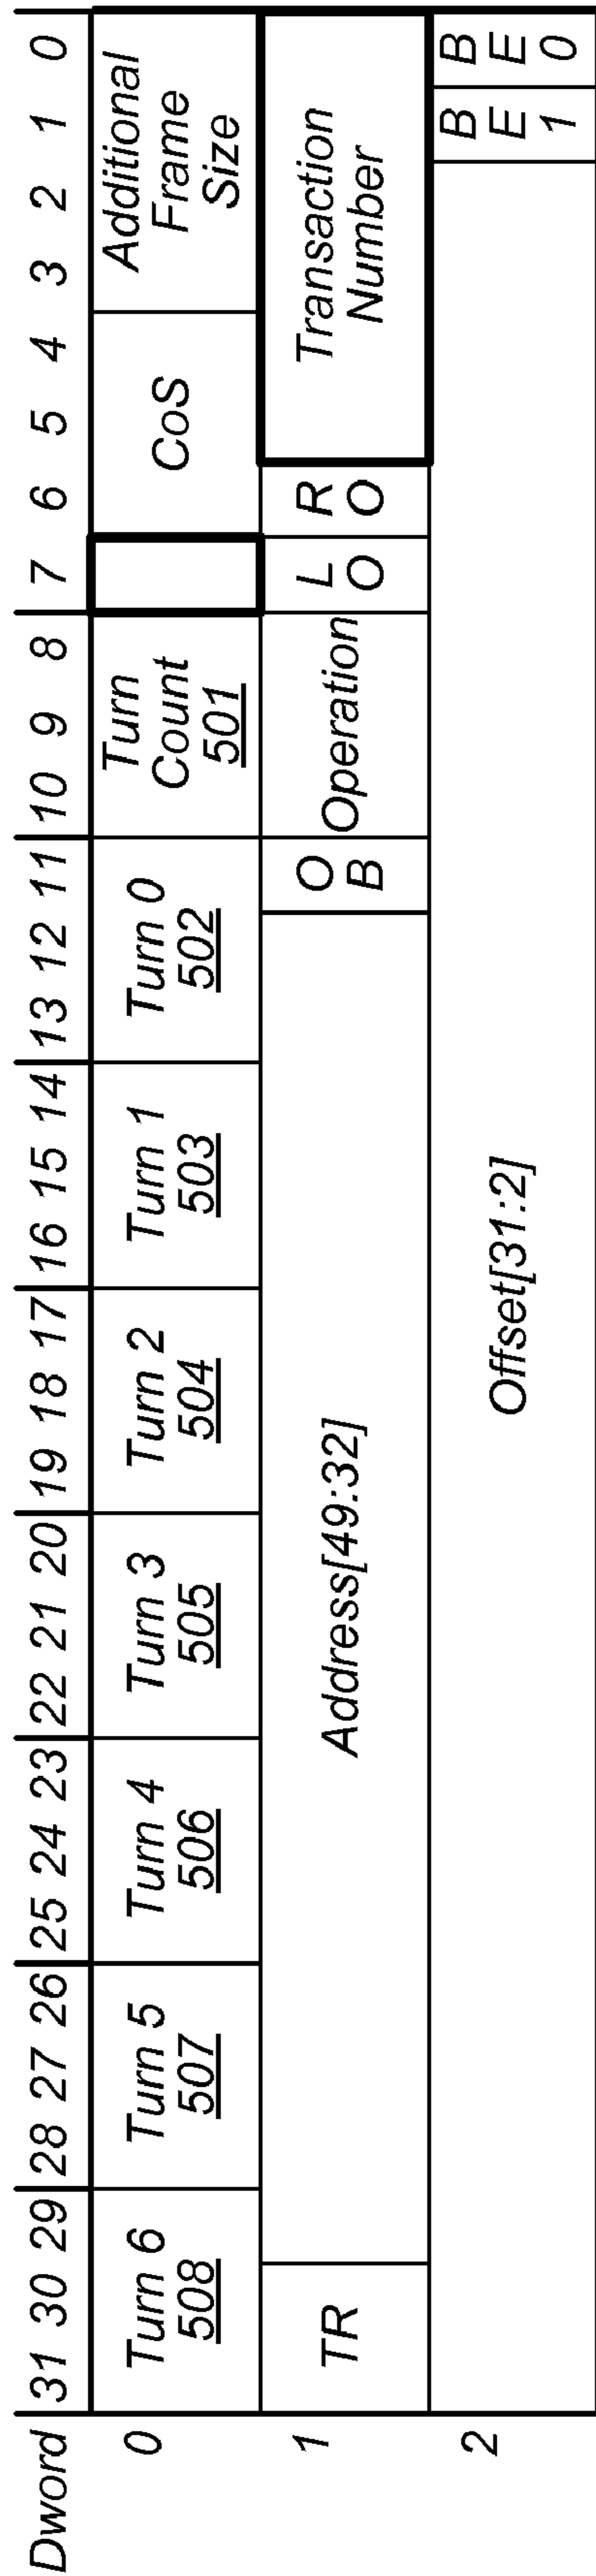 Dword 31 30 29 28 27 26 25 24 23 22 21 20 19 18 17 16 15 14 13 12 11 10 9 8 7 6 5 4 3 2 1 0
0
Turn 6
508
Turn 5
507
Turn 4
506
Turn 3
505
Turn 2
504
Turn 1
503
Turn 0
502
Turn
Count
501
CoS
Additional
Frame
Size
1
TR
Address[49:32]
O
B
Operation
L
O
R
O
Transaction
Number
2
Offset[31:2]
B
E
1
B
E
0